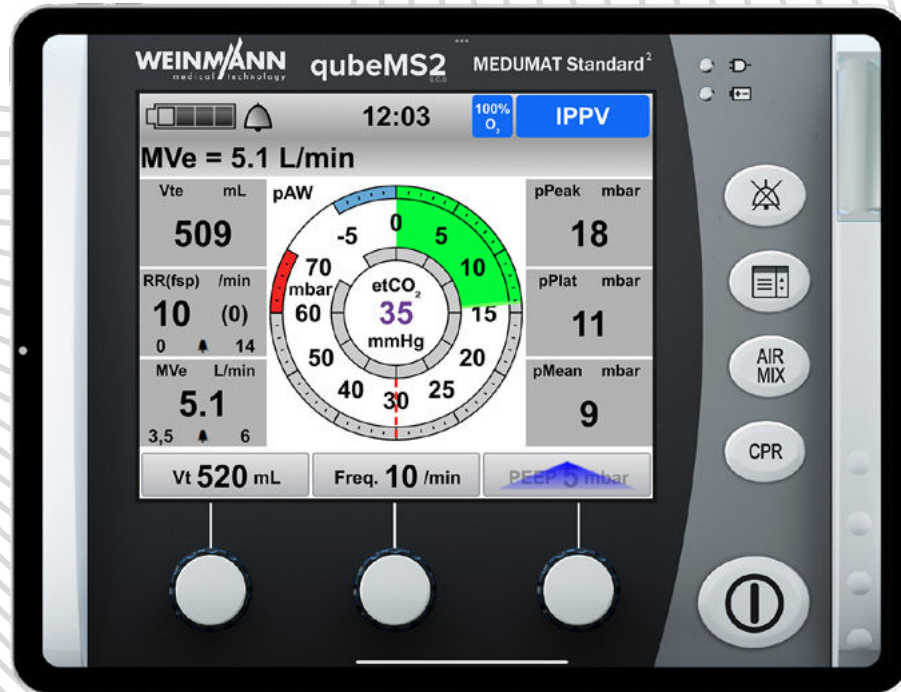 WEINMANN
medical technology
qubeMS2
MEDUMAT Standard²
12:03
100%
O₂
IPPV
MVe = 5.1 L/min
Vte mL
509
RR(fsp) /min
10 (0)
0 14
MVe L/min
5.1
3,5 6
pAW
-5
0
5
10
15
20
25
30
40
50
60
70
mbar
etCO₂
35
mmHg
pPeak mbar
18
pPlat mbar
11
pMean mbar
9
Vt 520 mL
Freq. 10 /min
PEEP 5 mbar
AIR
MIX
CPR